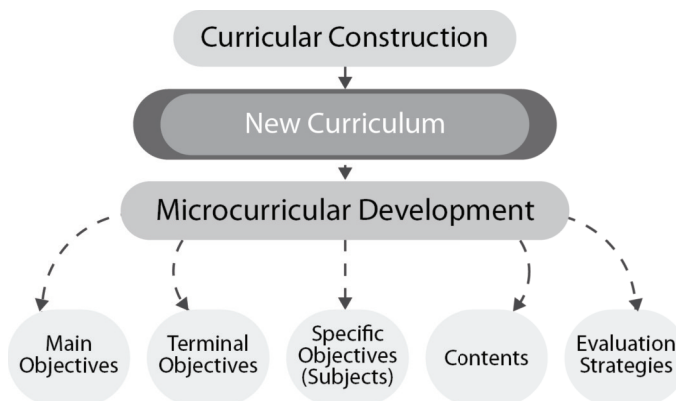 Curricular Construction
New Curriculum
Microcurricular Development
Main
Objectives
Terminal
Objectives
Specific
Objectives
(Subjects)
Contents
Evaluation
Strategies